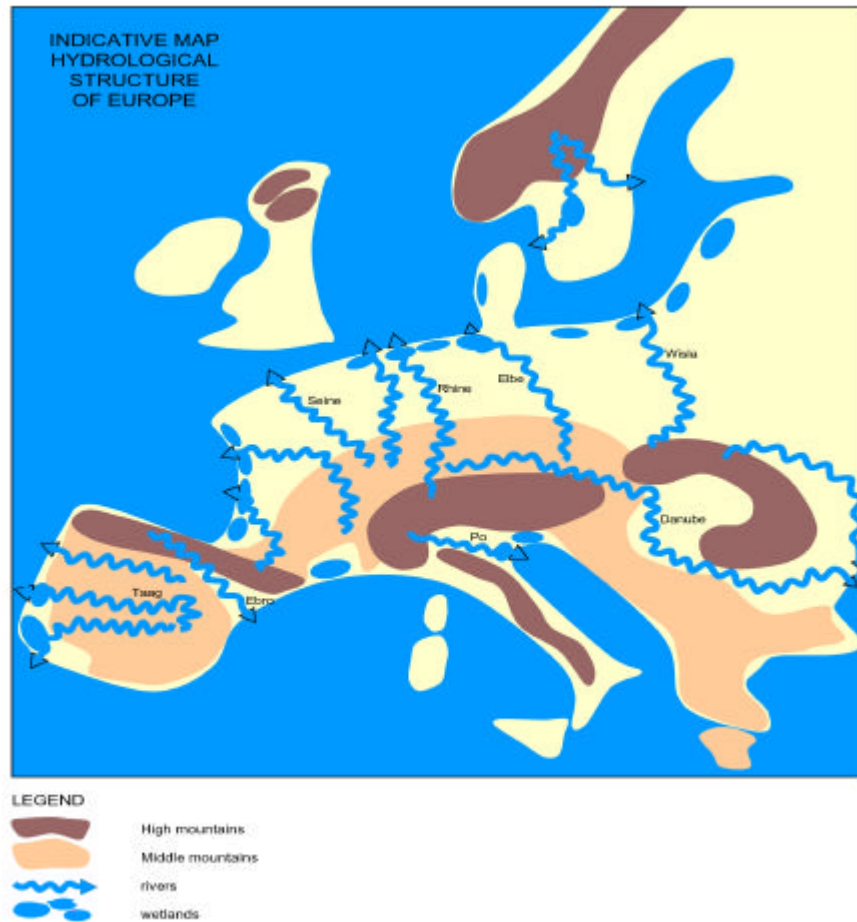 INDICATIVE MAP
HYDROLOGICAL
STRUCTURE
OF EUROPE
Wisla
Elbe
Rhine
Seine
Danube
Po
Taag
Ebro
LEGEND
High mountains
Middle mountains
rivers
wetlands